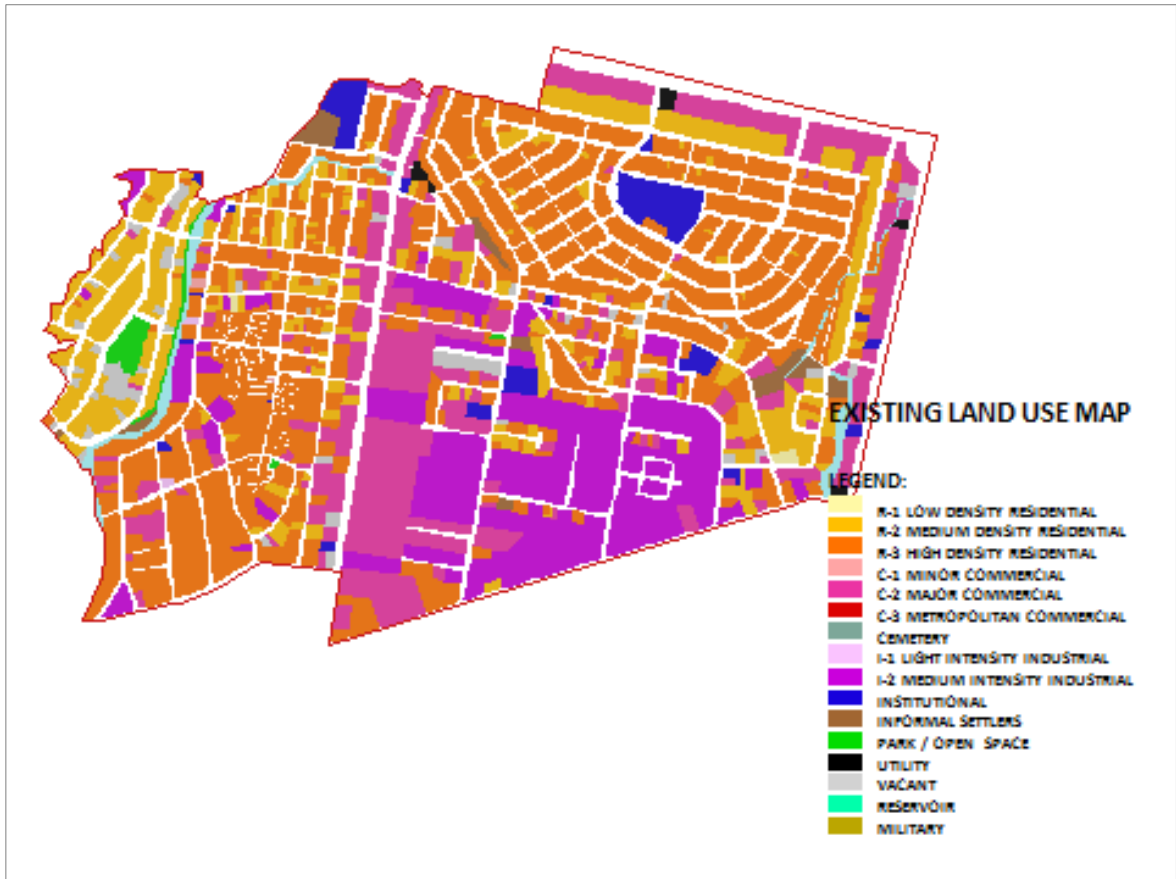 EXISTING LAND USE MAP
LEGEND:
R-1 LOW DENSITY RESIDENTIAL
R-2 MEDIUM DENSITY RESIDENTIAL
R-3 HIGH DENSITY RESIDENTIAL
C-1 MINOR COMMERCIAL
C-2 MAJOR COMMERCIAL
C-3 METROPOLITAN COMMERCIAL
CEMETERY
I-1 LIGHT INTENSITY INDUSTRIAL
I-2 MEDIUM INTENSITY INDUSTRIAL
INSTITUTIONAL
INFORMAL SETTLERS
PARK / OPEN SPACE
UTILITY
VACANT
RESERVOIR
MILITARY